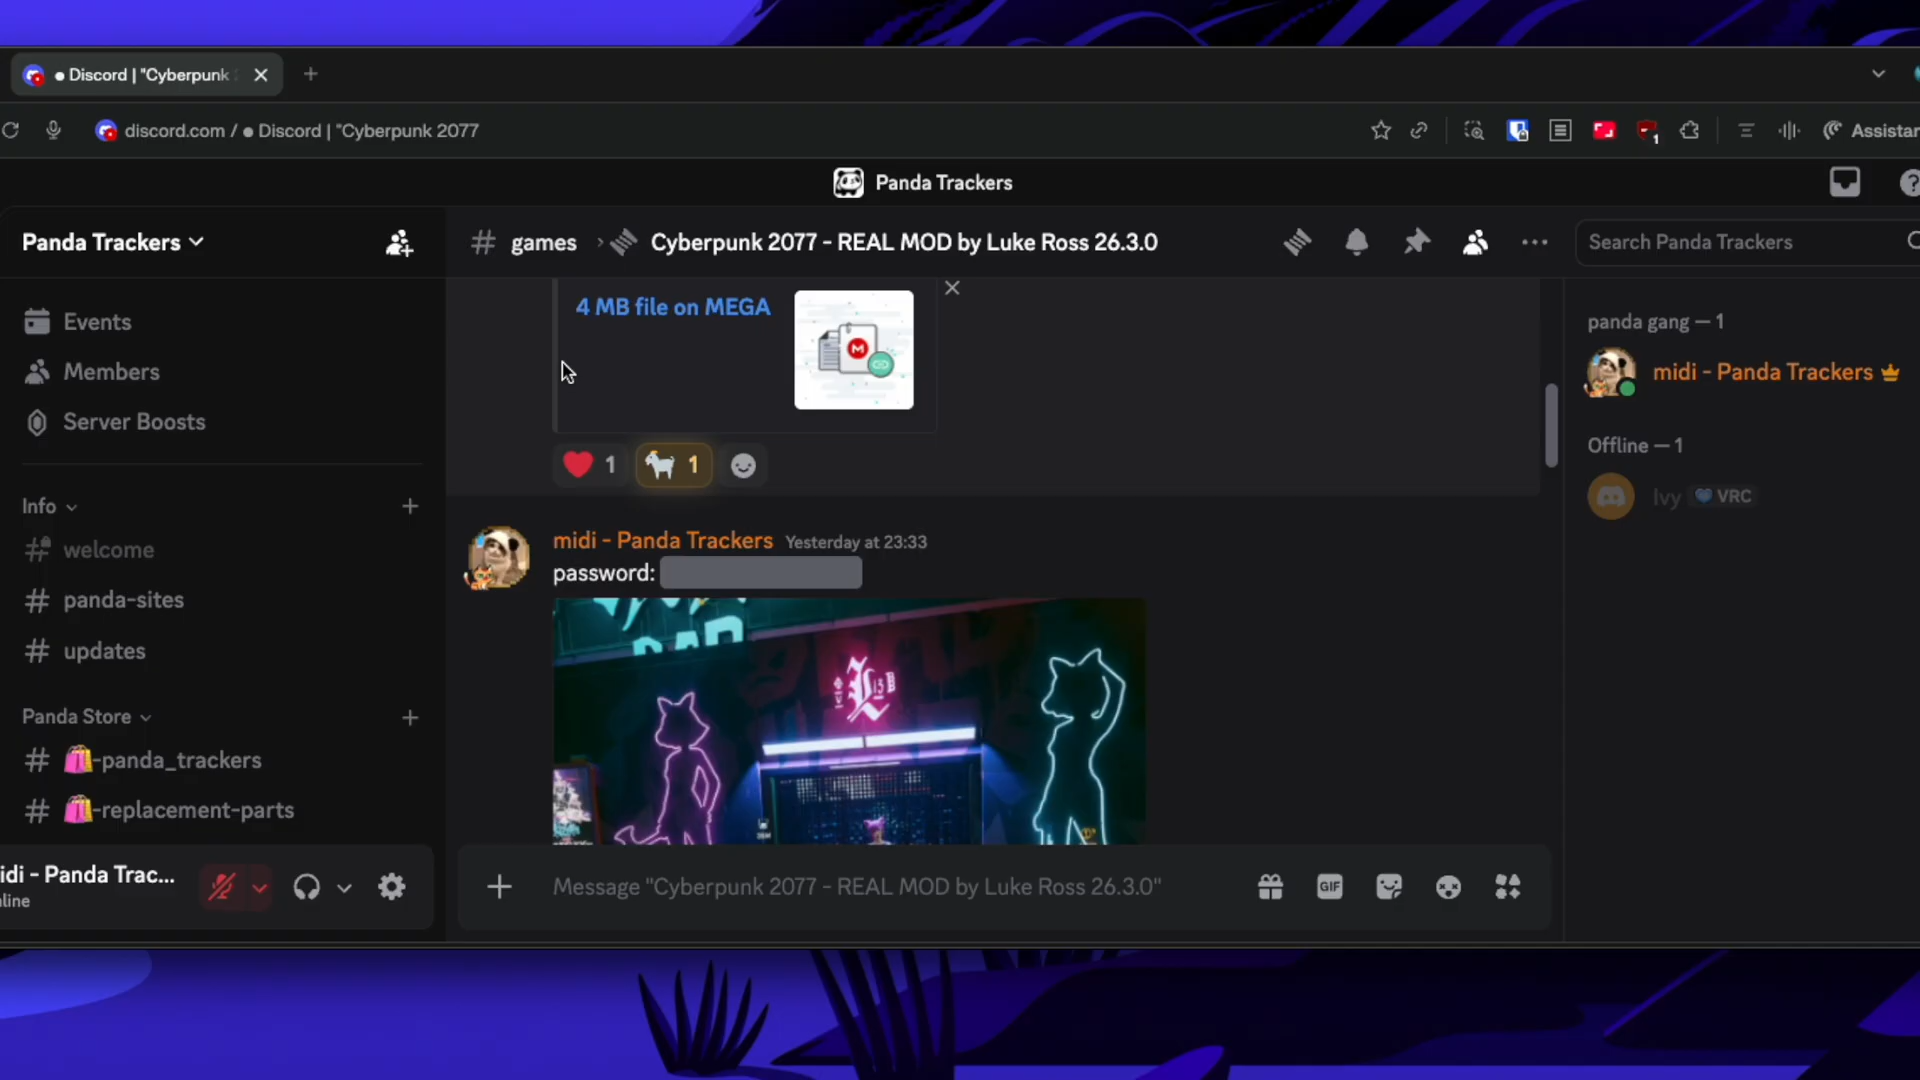 Discord | "Cyberpunk
discord.com / ● Discord | "Cyberpunk 2077
1
Assistan
Panda Trackers
Panda Trackers
games › Cyberpunk 2077 - REAL MOD by Luke Ross 26.3.0
Search Panda Trackers
Events
Members
Server Boosts
Info
welcome
panda-sites
updates
Panda Store
-panda_trackers
-replacement-parts
idi - Panda Trac...
line
4 MB file on MEGA
M
1
1
midi - Panda Trackers Yesterday at 23:33
password:
BAR
Message "Cyberpunk 2077 - REAL MOD by Luke Ross 26.3.0"
GIF
panda gang — 1
midi - Panda Trackers
Offline — 1
Ivy VRC